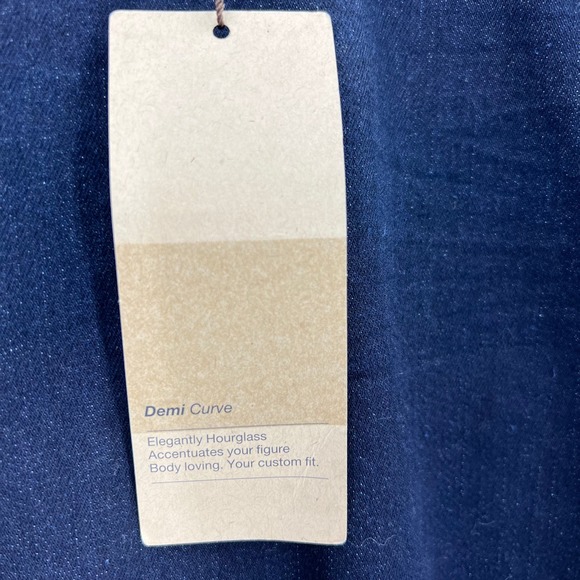 Demi Curve
Elegantly Hourglass
Accentuates your figure
Body loving. Your custom fit.